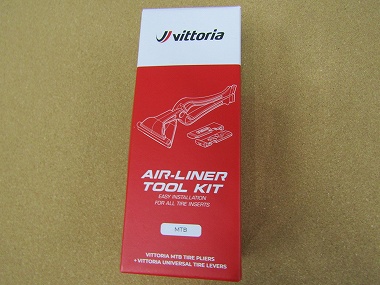 vittoria
AIR-LINER
TOOL KIT
EASY INSTALLATION
FOR ALL TIRE INSERTS
MTB
VITTORIA MTB TIRE PLIERS
+ VITTORIA UNIVERSAL TIRE LEVERS